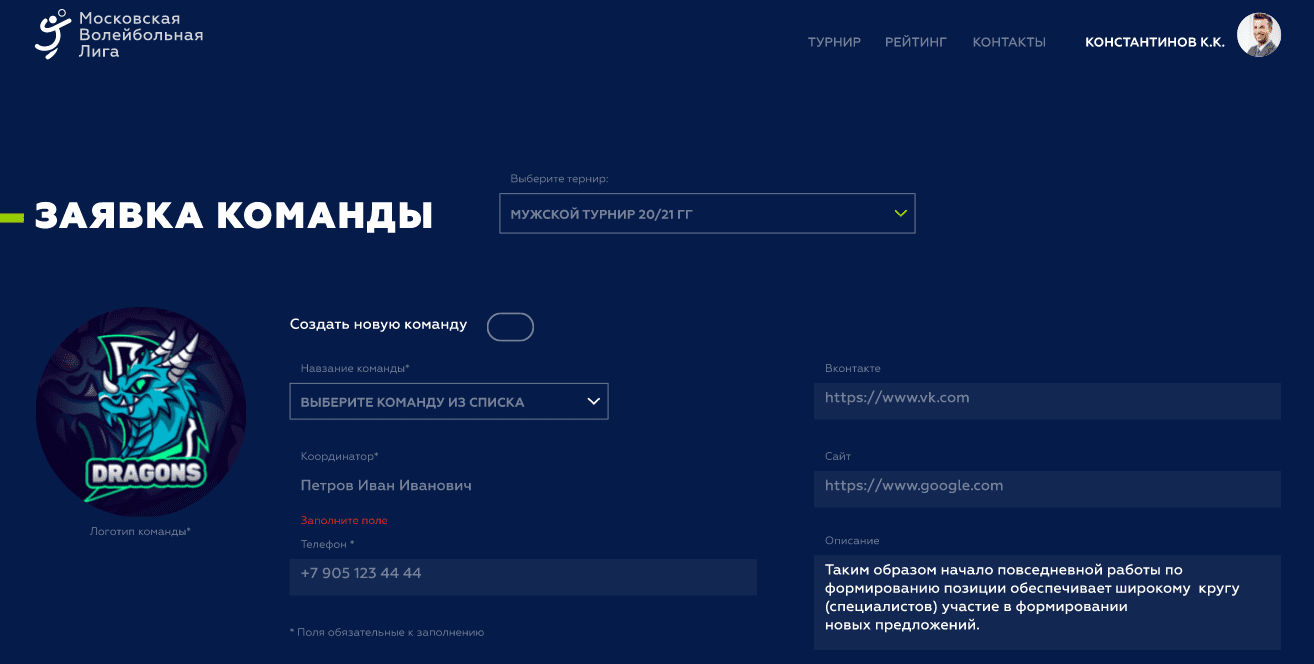 Московская
Волейбольная
Лига
ТУРНИР РЕЙТИНГ КОНТАКТЫ КОНСТАНТИНОВ К.К.
Выберите тернир:
ЗАЯВКА КОМАНДЫ
МУЖСКОЙ ТУРНИР 20/21 ГГ
Создать новую команду
Навзание команды*
ВЫБЕРИТЕ КОМАНДУ ИЗ СПИСКА
Координатор*
Петров Иван Иванович
Заполните поле
Телефон *
+7 905 123 44 44
* Поля обязательные к заполнению
DRAGONS
Логотип команды*
Вконтакте
https://www.vk.com
Сайт
https://www.google.com
Описание
Таким образом начало повседневной работы по
формированию позиции обеспечивает широкому  кругу
(специалистов) участие в формировании
новых предложений.